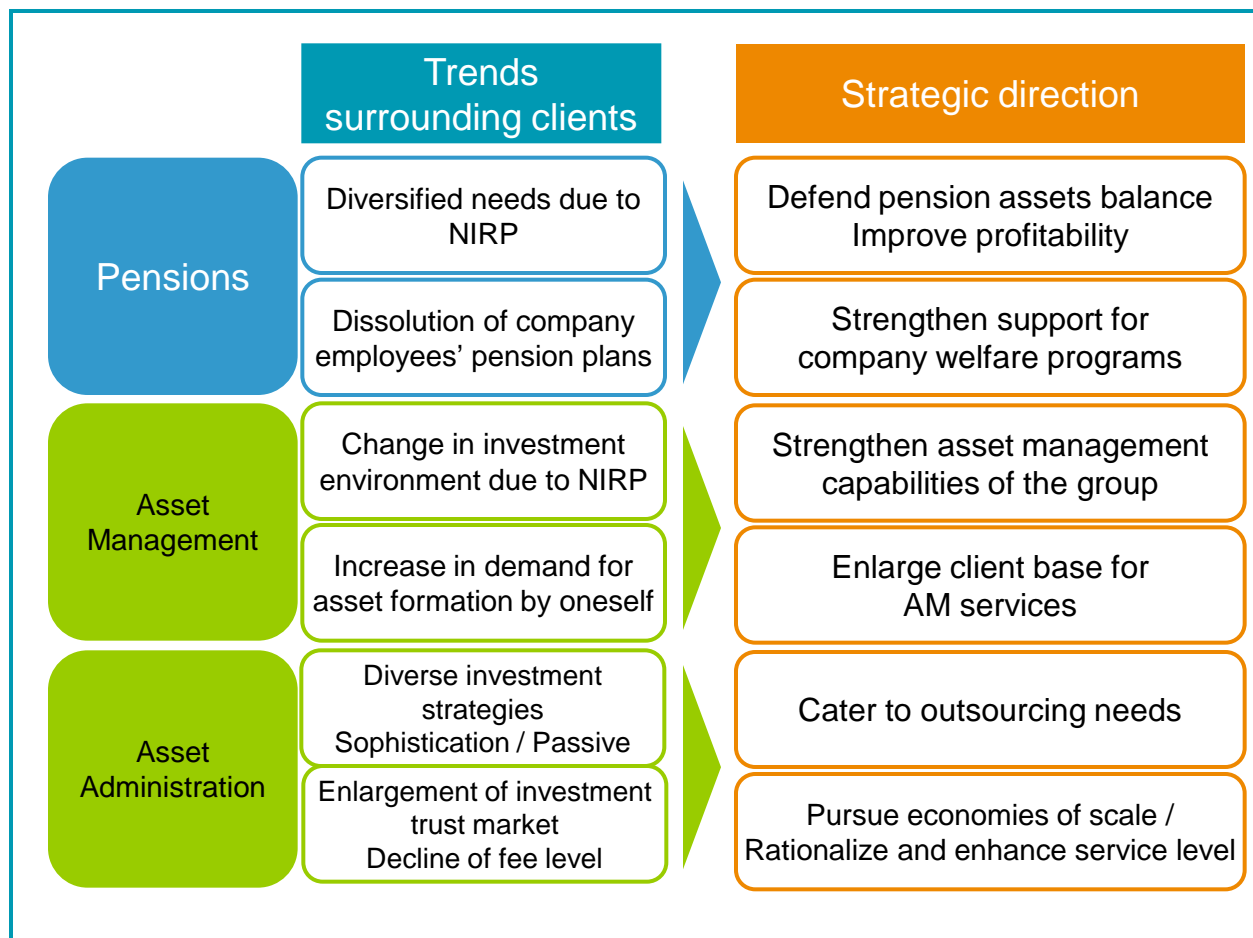 Trends
surrounding clients
Strategic direction
Pensions
Diversified needs due to
NIRP
Dissolution of company
employees’ pension plans
Defend pension assets balance
Improve profitability
Strengthen support for
company welfare programs
Asset
Management
Change in investment
environment due to NIRP
Increase in demand for
asset formation by oneself
Strengthen asset management
capabilities of the group
Enlarge client base for
AM services
Asset
Administration
Diverse investment
strategies
Sophistication / Passive
Enlargement of investment
trust market
Decline of fee level
Cater to outsourcing needs
Pursue economies of scale /
Rationalize and enhance service level